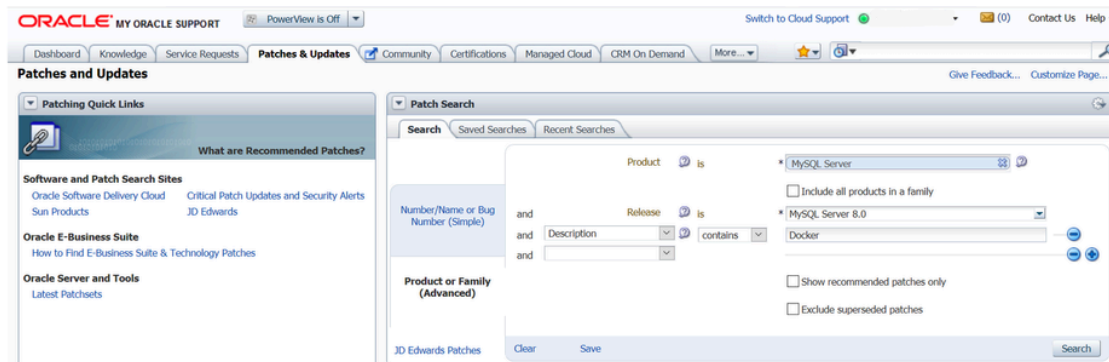 ORACLE® MY ORACLE SUPPORT
PowerView is Off
Switch to Cloud Support
(0)
Contact Us
Help
Dashboard
Knowledge
Service Requests
Patches & Updates
Community
Certifications
Managed Cloud
CRM On Demand
More...
Patches and Updates
Give Feedback...
Customize Page...
Patching Quick Links
What are Recommended Patches?
Software and Patch Search Sites
Oracle Software Delivery Cloud
Critical Patch Updates and Security Alerts
Sun Products
JD Edwards
Oracle E-Business Suite
How to Find E-Business Suite & Technology Patches
Oracle Server and Tools
Latest Patchsets
Patch Search
Search
Saved Searches
Recent Searches
Number/Name or Bug
Number (Simple)
Product or Family
(Advanced)
JD Edwards Patches
Product is * MySQL Server
Include all products in a family
and Release is * MySQL Server 8.0
and Description contains Docker
and
Show recommended patches only
Exclude superseded patches
Clear
Save
Search